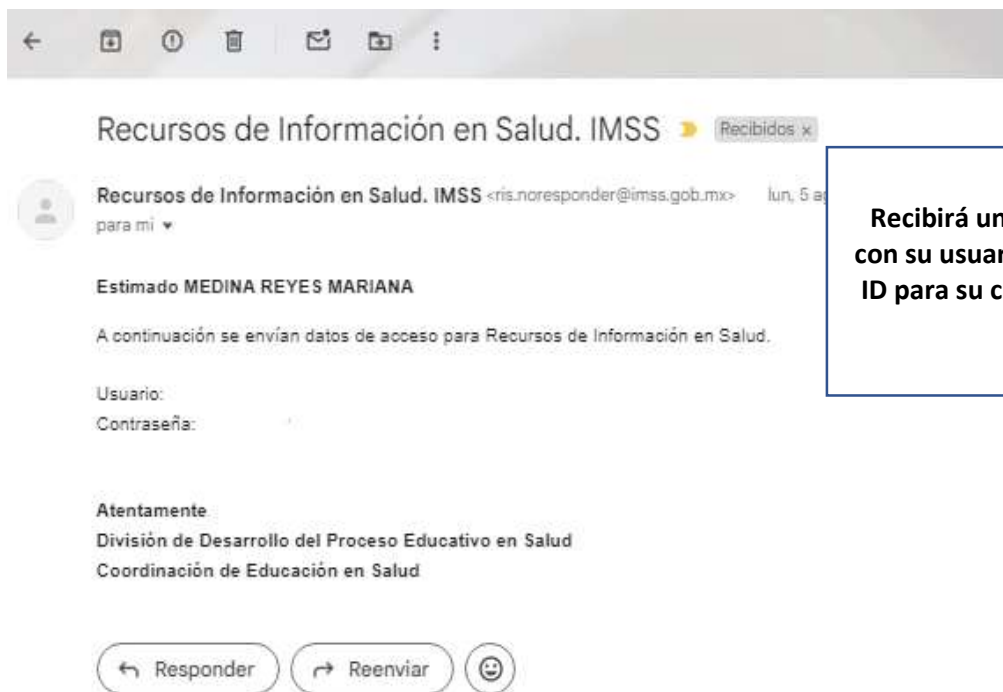 Recursos de Información en Salud. IMSS Recibidos x
Recursos de Información en Salud. IMSS <ris.noresponder@imss.gob.mx> lun, 5
para mí
Estimado MEDINA REYES MARIANA
A continuación se envían datos de acceso para Recursos de Información en Salud.
Usuario:
Contraseña:
Atentamente
División de Desarrollo del Proceso Educativo en Salud
Coordinación de Educación en Salud
Responder Reenviar
Recibirá un
con su usuar
ID para su c